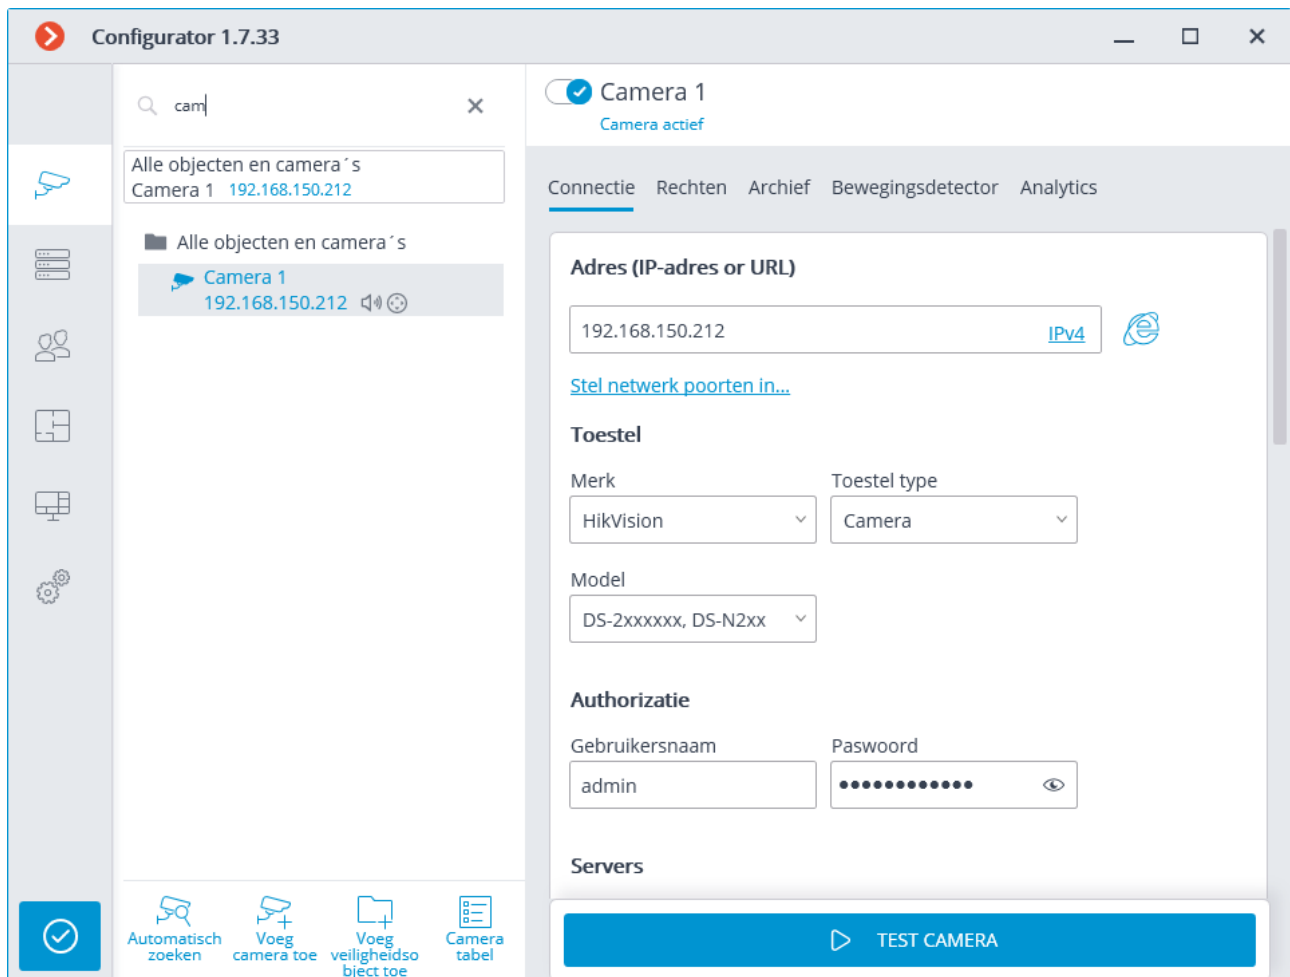 Configurator 1.7.33
cam
Alle objecten en camera´s
Camera 1 192.168.150.212
Alle objecten en camera´s
Camera 1
192.168.150.212
Automatisch zoeken
Voeg camera toe
Voeg veiligheidso bject toe
Camera tabel
Camera 1
Camera actief
Connectie Rechten Archief Bewegingsdetector Analytics
Adres (IP-adres or URL)
192.168.150.212 IPv4
Stel netwerk poorten in...
Toestel
Merk Toestel type
HikVision Camera
Model
DS-2xxxxxx, DS-N2xx
Authorizatie
Gebruikersnaam Paswoord
admin ••••••••••••
Servers
TEST CAMERA